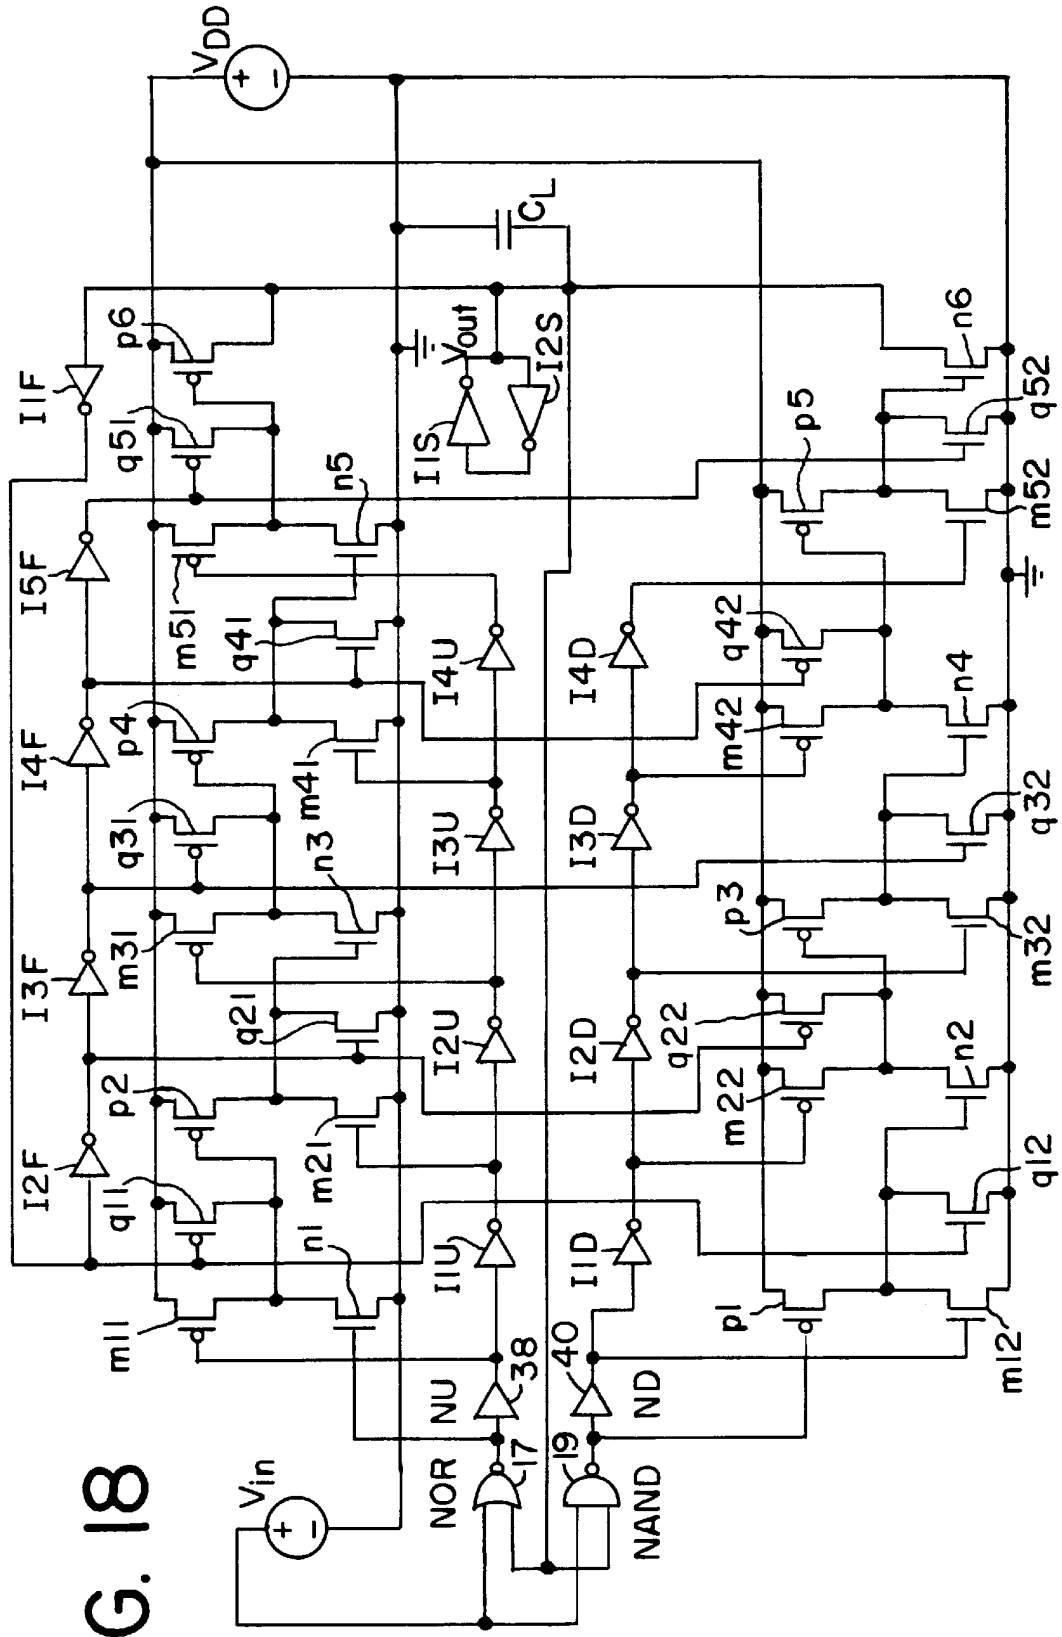 G. 18
Vin
VDD
I1F
I2F
I3F
I4F
I5F
m11
q11
p2
m31
q31
p4
m51
q51
p6
n1
m21
q21
n3
m41
q41
n5
Vout
CL
I1S
I2S
NOR
17
NU
38
I1U
I2U
I3U
I4U
NAND
19
ND
40
I1D
I2D
I3D
I4D
p1
m22
q22
p3
m42
q42
p5
m12
q12
n2
m32
q32
n4
m52
q52
n6